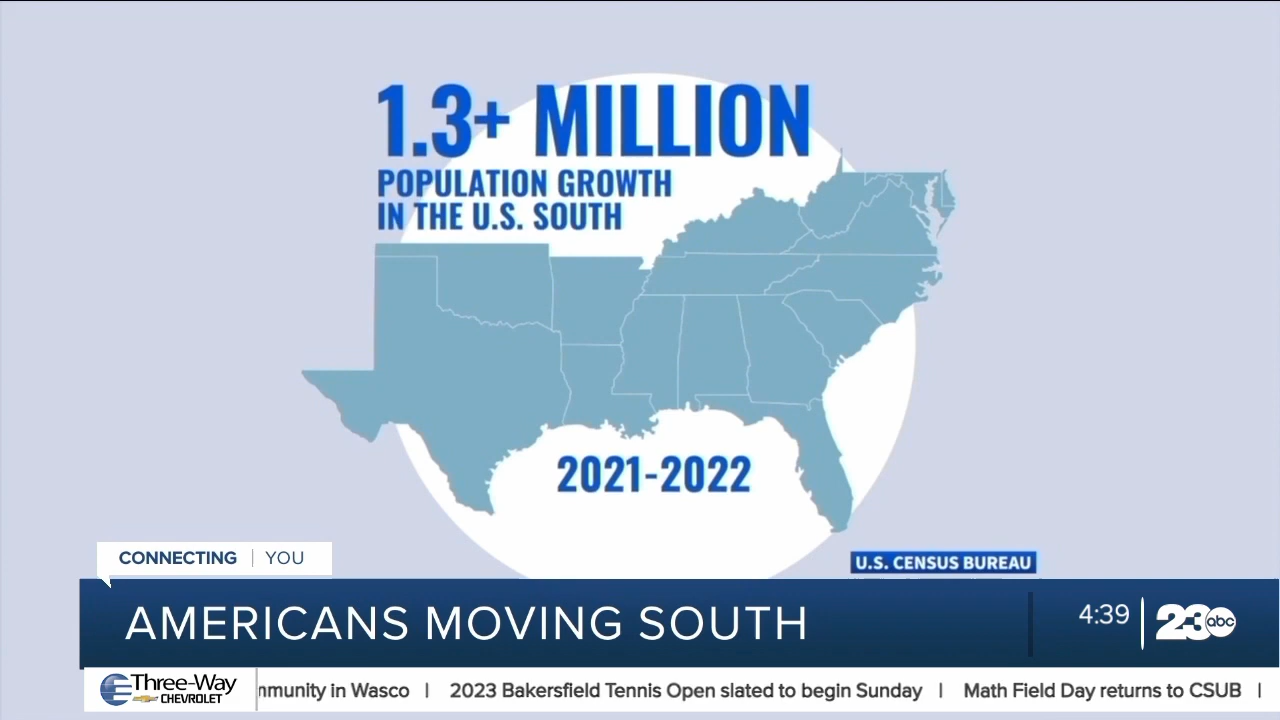 1.3+ MILLION
POPULATION GROWTH
IN THE U.S. SOUTH
2021-2022
U.S. CENSUS BUREAU
CONNECTING | YOU
AMERICANS MOVING SOUTH
4:39
23 abc
Three-Way
CHEVROLET
in Wasco | 2023 Bakersfield Tennis Open slated to begin Sunday | Math Field Day returns to CSUB |